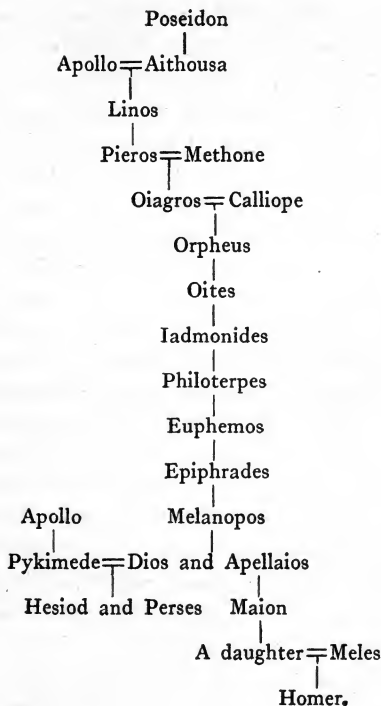 Poseidon
Apollo = Aithousa
Linos
Pieros = Methone
Oiagros = Calliope
Orpheus
Oites
Iadmonides
Philoterpes
Euphemos
Epiphrades
Apollo Melanopos
Pykimede = Dios and Apellaios
Hesiod and Perses Maion
A daughter = Meles
Homer.